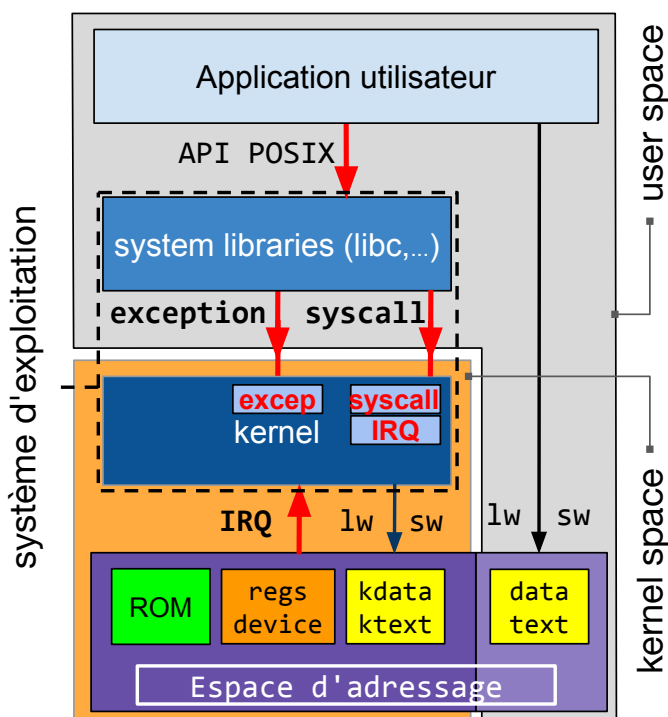 Application utilisateur
API POSIX
system libraries (libc,...)
exception syscall
excep syscall
kernel IRQ
IRQ lw sw lw sw
ROM
regs
device
kdata
ktext
data
text
Espace d'adressage
système d'exploitation
user space
kernel space